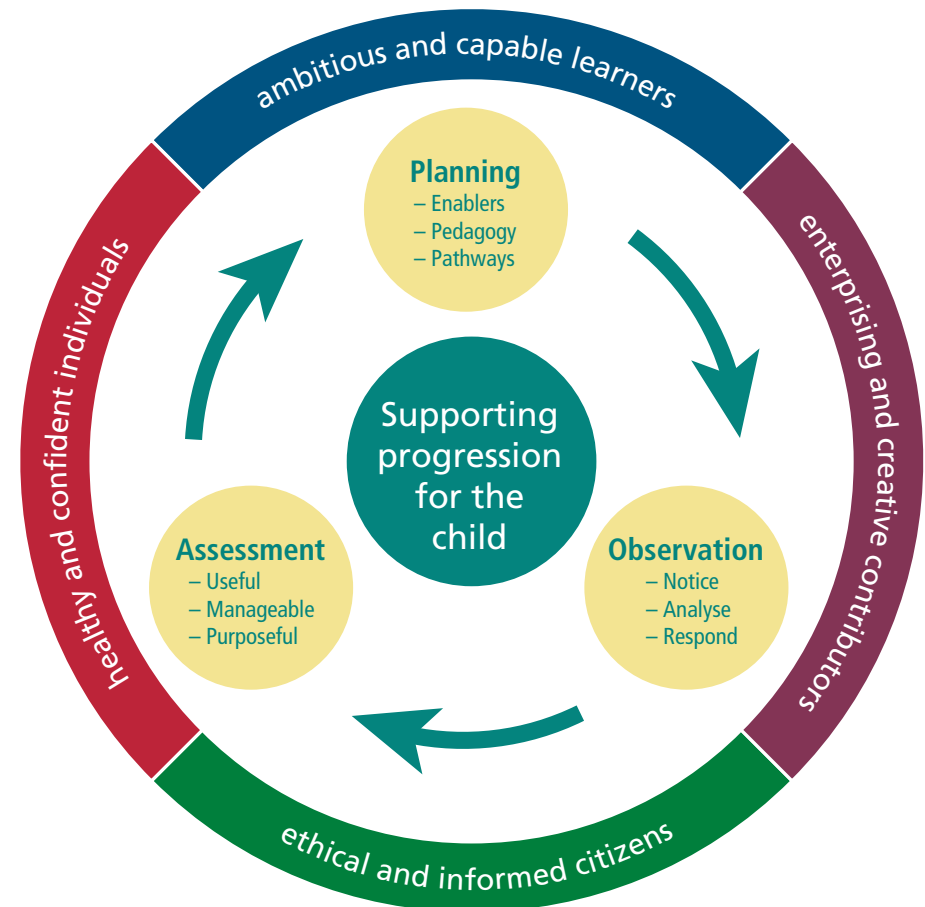 ambitious and capable learners
enterprising and creative contributors
ethical and informed citizens
healthy and confident individuals
Planning
– Enablers
– Pedagogy
– Pathways
Supporting
progression
for the
child
Observation
– Notice
– Analyse
– Respond
Assessment
– Useful
– Manageable
– Purposeful